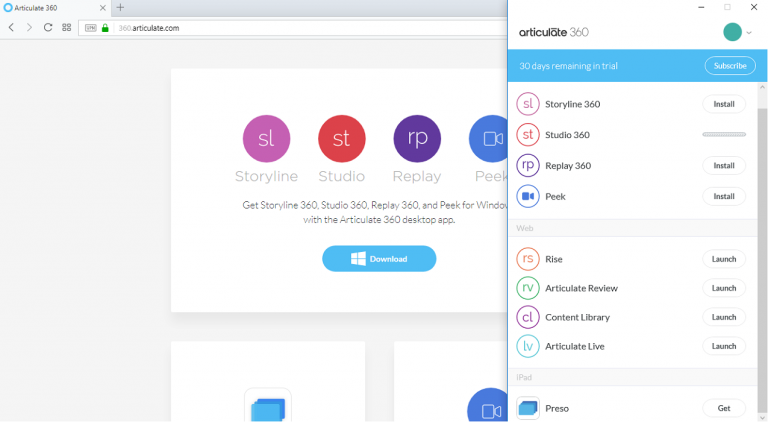 Articulate 360
360.articulate.com
sl
st
rp
Storyline
Studio
Replay
Peek
Get Storyline 360, Studio 360, Replay 360, and Peek for Window
with the Articulate 360 desktop app.
Download
articulate 360
30 days remaining in trial
Subscribe
sl Storyline 360 Install
st Studio 360
rp Replay 360 Install
Peek Install
Web
rs Rise Launch
rv Articulate Review Launch
cl Content Library Launch
lv Articulate Live Launch
iPad
Preso Get